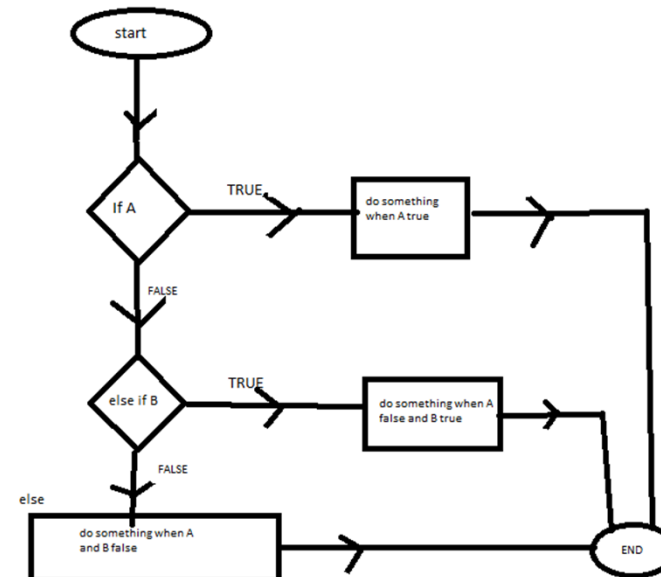 start
If A
TRUE
do something
when A true
FALSE
else if B
TRUE
do something when A
false and B true
FALSE
else
do something when A
and B false
END